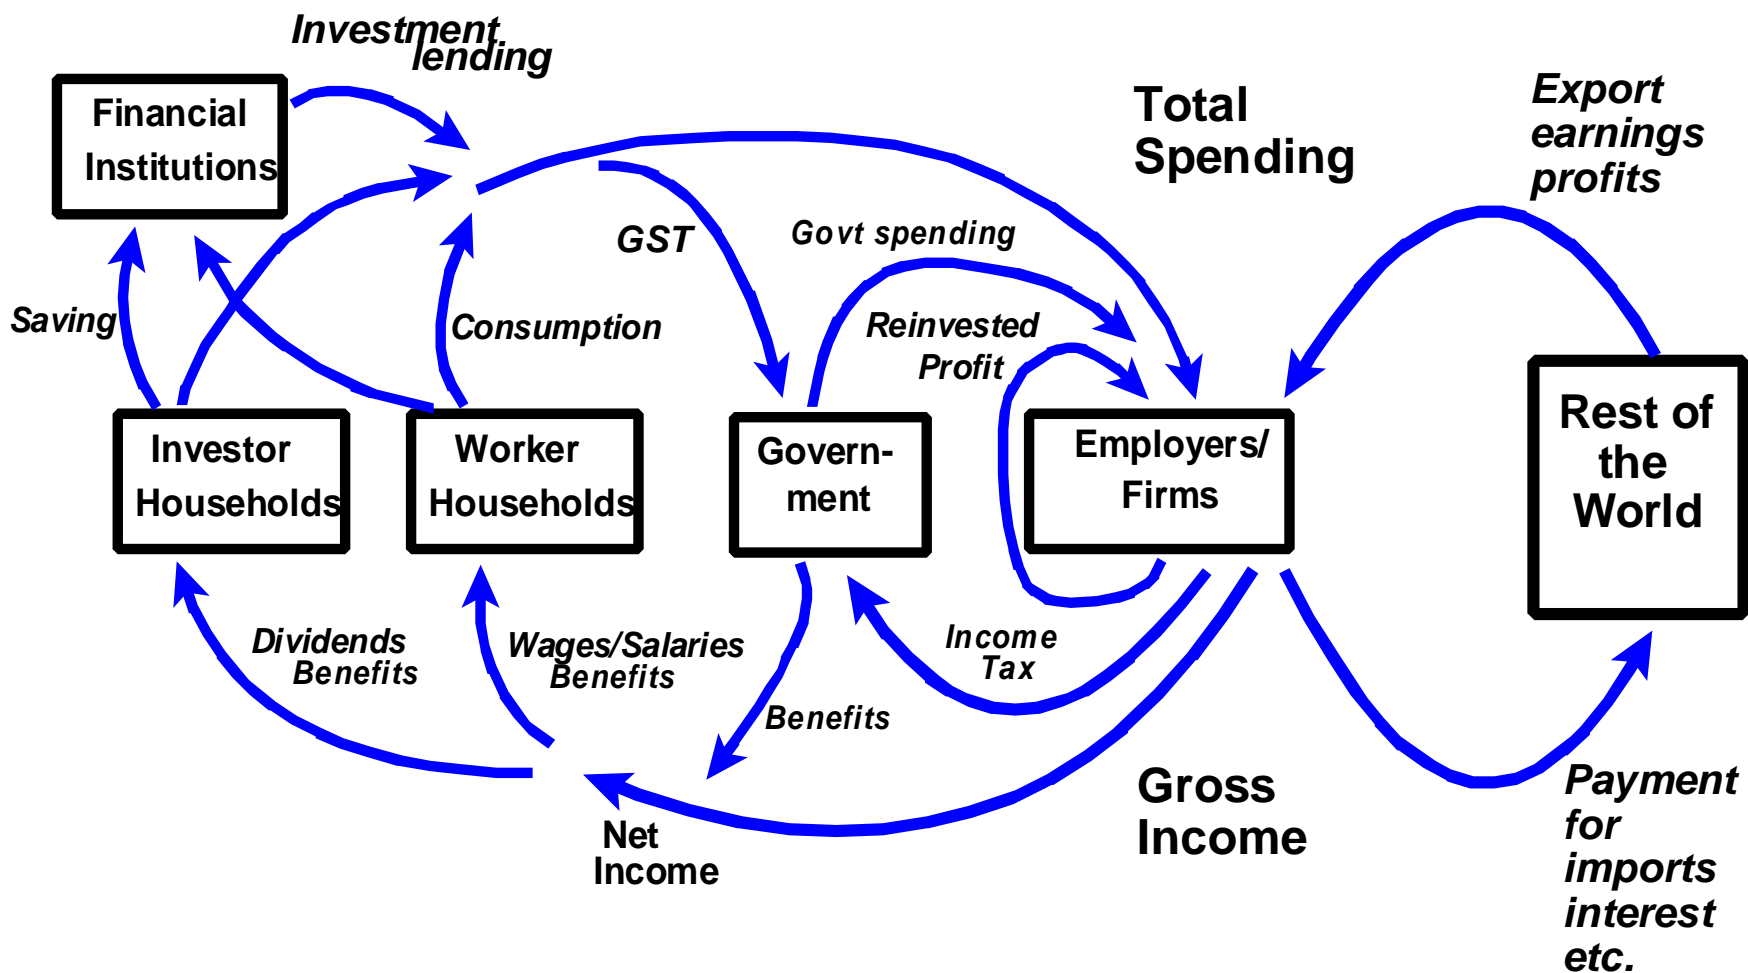 Investment
lending
Financial
Institutions
Total
Spending
Export
earnings
profits
GST
Govt spending
Saving
Consumption
Reinvested
Profit
Investor
Households
Worker
Households
Govern-
ment
Employers/
Firms
Rest of
the
World
Dividends
Benefits
Wages/Salaries
Benefits
Income
Tax
Benefits
Net
Income
Gross
Income
Payment
for
imports
interest
etc.